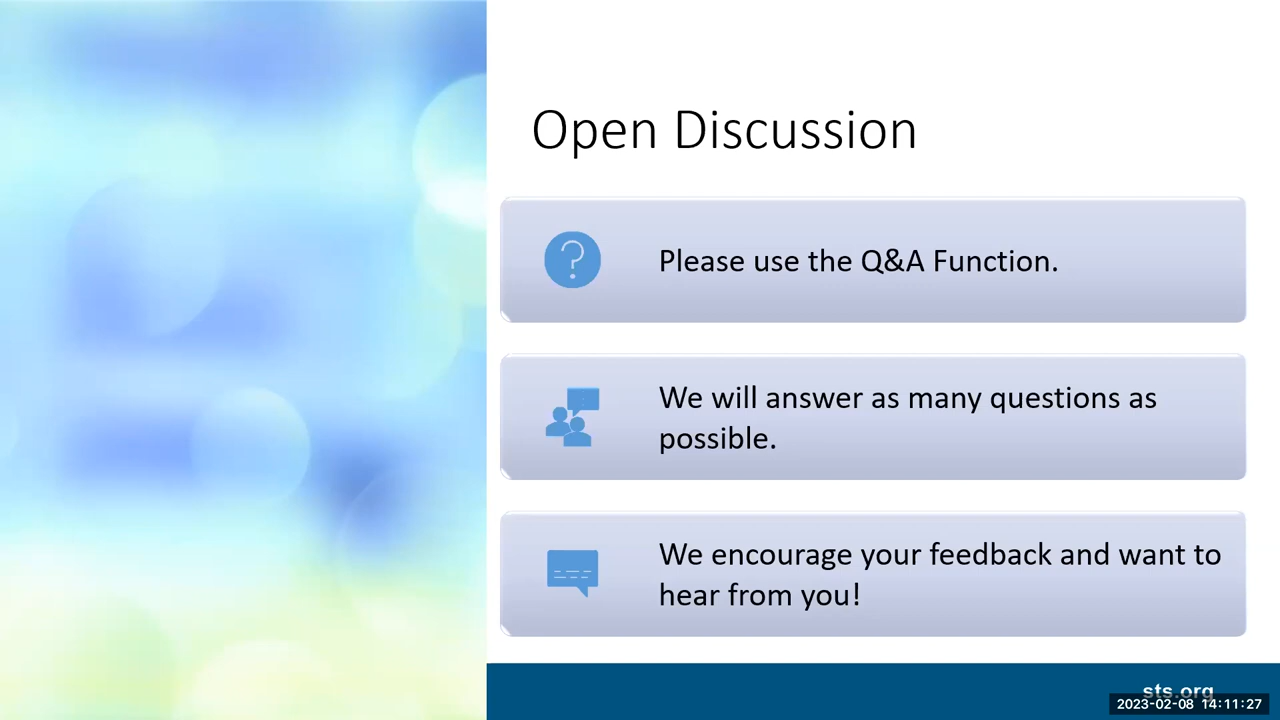 Open Discussion
Please use the Q&A Function.
We will answer as many questions as
possible.
We encourage your feedback and want to
hear from you!
sts.org
2023-02-08 14:11:27